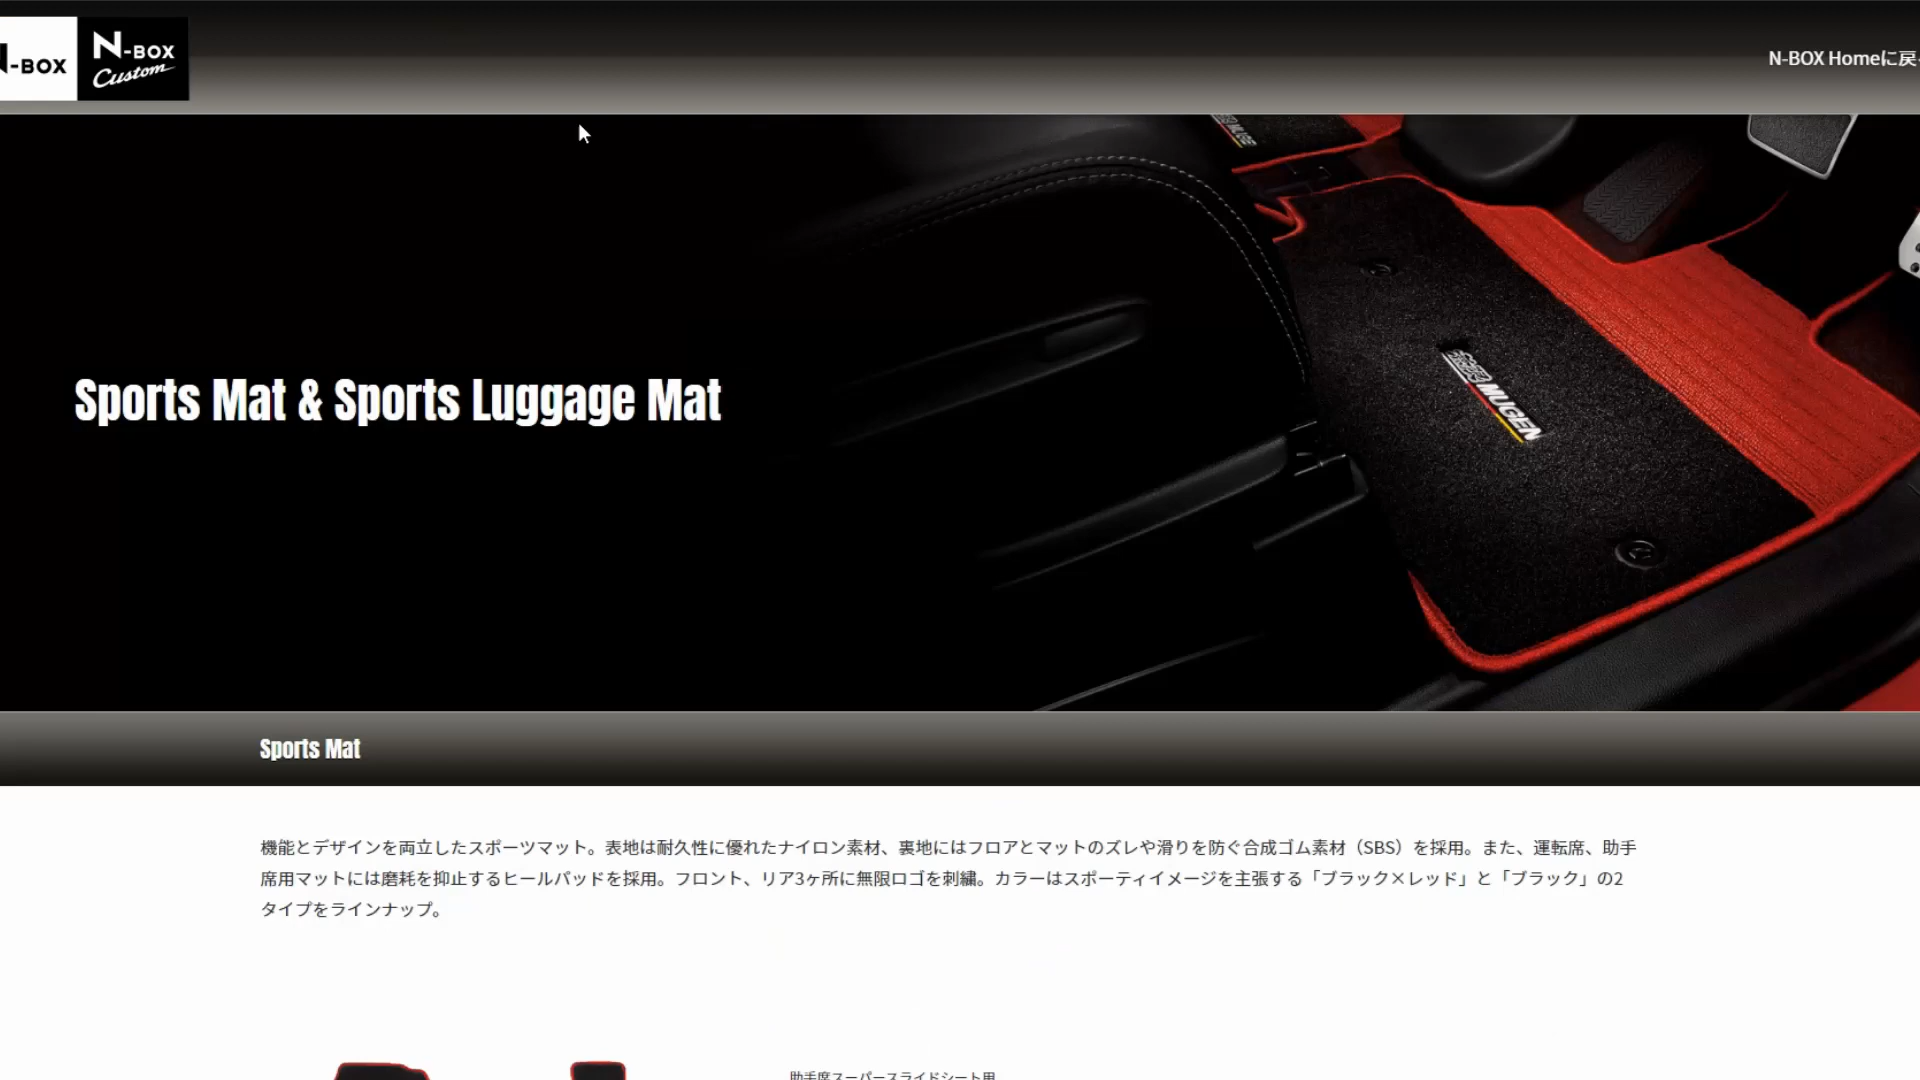 N-BOX
N-BOX
Custom
N-BOX Homeに戻
無限 MUGEN
Sports Mat & Sports Luggage Mat
Sports Mat
機能とデザインを両立したスポーツマット。表地は耐久性に優れたナイロン素材、裏地にはフロアとマットのズレや滑りを防ぐ合成ゴム素材（SBS）を採用。また、運転席、助手
席用マットには磨耗を抑止するヒールパッドを採用。フロント、リア3ヶ所に無限ロゴを刺繍。カラーはスポーティイメージを主張する「ブラック×レッド」と「ブラック」の2
タイプをラインナップ。
助手席スーパースライドシート用